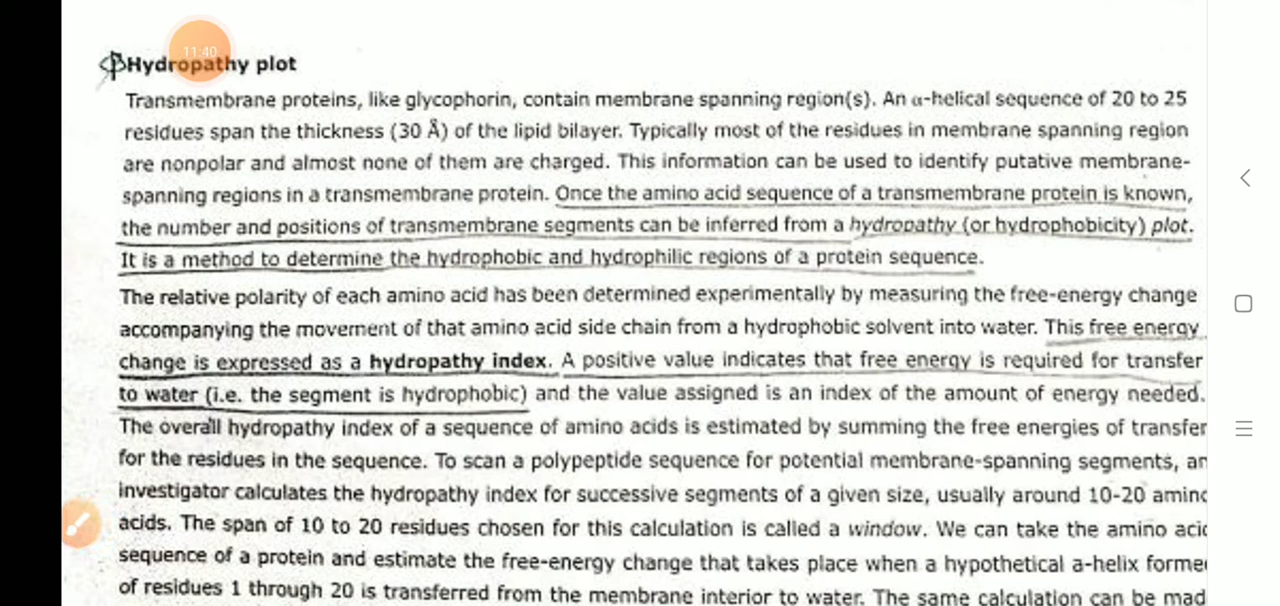 11:40
Hydropathy plot
Transmembrane proteins, like glycophorin, contain membrane spanning region(s). An α-helical sequence of 20 to 25
residues span the thickness (30 Å) of the lipid bilayer. Typically most of the residues in membrane spanning region
are nonpolar and almost none of them are charged. This information can be used to identify putative membrane-
spanning regions in a transmembrane protein. Once the amino acid sequence of a transmembrane protein is known,
the number and positions of transmembrane segments can be inferred from a hydropathy (or hydrophobicity) plot.
It is a method to determine the hydrophobic and hydrophilic regions of a protein sequence.
The relative polarity of each amino acid has been determined experimentally by measuring the free-energy change
accompanying the movement of that amino acid side chain from a hydrophobic solvent into water. This free energy
change is expressed as a hydropathy index. A positive value indicates that free energy is required for transfer
to water (i.e. the segment is hydrophobic) and the value assigned is an index of the amount of energy needed.
The overall hydropathy index of a sequence of amino acids is estimated by summing the free energies of transfer
for the residues in the sequence. To scan a polypeptide sequence for potential membrane-spanning segments, an
investigator calculates the hydropathy index for successive segments of a given size, usually around 10-20 amino
acids. The span of 10 to 20 residues chosen for this calculation is called a window. We can take the amino acid
sequence of a protein and estimate the free-energy change that takes place when a hypothetical a-helix forme
of residues 1 through 20 is transferred from the membrane interior to water. The same calculation can be mad